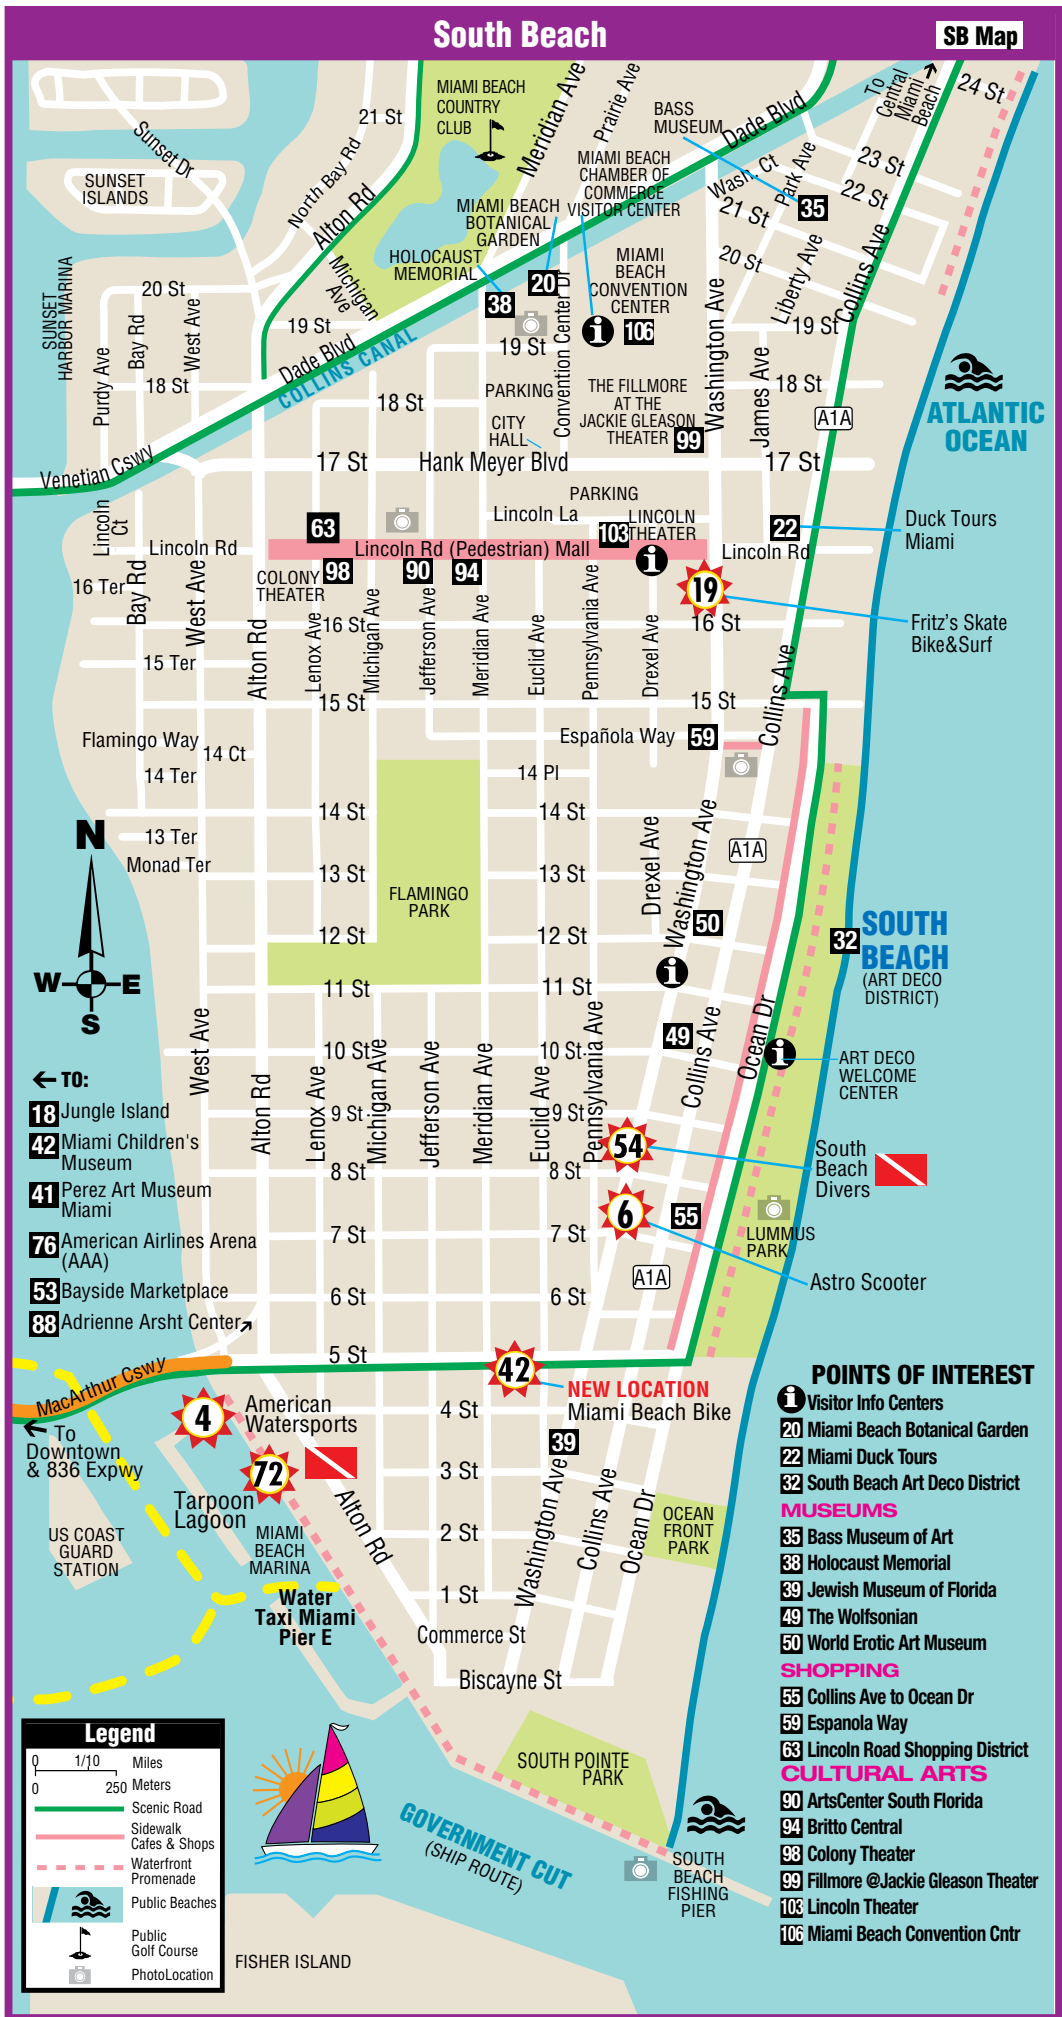 South Beach
SB Map
MIAMI BEACH
COUNTRY
CLUB
21 St
Meridian Ave
Prairie Ave
BASS
MUSEUM
Dade Blvd
To
Central
Miami
Beach
24 St
23 St
22 St
Sunset Dr
SUNSET
ISLANDS
North Bay Rd
Alton Rd
MIAMI BEACH
CHAMBER OF
COMMERCE
VISITOR CENTER
Wash. Ct
Park Ave
21 St
35
MIAMI BEACH
BOTANICAL
GARDEN
HOLOCAUST
MEMORIAL
Michigan
Ave
20 St
Liberty Ave
Collins Ave
SUNSET
HARBOR MARINA
20 St
38
20
Convention Center Dr
MIAMI
BEACH
CONVENTION
CENTER
i
106
Washington Ave
19 St
19 St
19 St
Purdy Ave
Bay Rd
West Ave
Dade Blvd
COLLINS CANAL
18 St
18 St
PARKING
THE FILLMORE
AT THE
JACKIE GLEASON
THEATER
99
James Ave
18 St
A1A
ATLANTIC
OCEAN
CITY
HALL
Venetian Cswy
17 St
Hank Meyer Blvd
17 St
PARKING
Lincoln
Ct
63
Lincoln La
103
LINCOLN
THEATER
22
Duck Tours
Miami
Lincoln Rd
Lincoln Rd (Pedestrian) Mall
i
Lincoln Rd
16 Ter
Bay Rd
West Ave
COLONY
THEATER
98
90
94
19
Fritz's Skate
Bike&Surf
16 St
16 St
15 Ter
Alton Rd
Lenox Ave
Michigan Ave
Jefferson Ave
Meridian Ave
Euclid Ave
Pennsylvania Ave
Drexel Ave
Collins Ave
15 St
15 St
Flamingo Way
14 Ct
Española Way
59
14 Ter
14 Pl
14 St
14 St
N
W
E
S
13 Ter
Monad Ter
A1A
13 St
13 St
Drexel Ave
Washington Ave
FLAMINGO
PARK
50
12 St
12 St
32
SOUTH
BEACH
(ART DECO
DISTRICT)
i
11 St
11 St
West Ave
49
Collins Ave
Ocean Dr
10 St
10 St
i
ART DECO
WELCOME
CENTER
Alton Rd
Lenox Ave
Michigan Ave
Jefferson Ave
Meridian Ave
Euclid Ave
Pennsylvania Ave
9 St
9 St
TO:
18 Jungle Island
42 Miami Children's
Museum
41 Perez Art Museum
Miami
76 American Airlines Arena
(AAA)
53 Bayside Marketplace
88 Adrienne Arsht Center
54
South
Beach
Divers
8 St
8 St
6
55
7 St
7 St
LUMMUS
PARK
A1A
Astro Scooter
6 St
6 St
5 St
MacArthur Cswy
42
NEW LOCATION
Miami Beach Bike
To
Downtown
& 836 Expwy
4
American
Watersports
4 St
39
72
3 St
Tarpoon
Lagoon
US COAST
GUARD
STATION
MIAMI
BEACH
MARINA
Alton Rd
2 St
Washington Ave
Collins Ave
Ocean Dr
OCEAN
FRONT
PARK
1 St
Water
Taxi Miami
Pier E
Commerce St
Biscayne St
SOUTH POINTE
PARK
GOVERNMENT CUT
(SHIP ROUTE)
SOUTH
BEACH
FISHING
PIER
FISHER ISLAND
POINTS OF INTEREST
i Visitor Info Centers
20 Miami Beach Botanical Garden
22 Miami Duck Tours
32 South Beach Art Deco District
MUSEUMS
35 Bass Museum of Art
38 Holocaust Memorial
39 Jewish Museum of Florida
49 The Wolfsonian
50 World Erotic Art Museum
SHOPPING
55 Collins Ave to Ocean Dr
59 Espanola Way
63 Lincoln Road Shopping District
CULTURAL ARTS
90 ArtsCenter South Florida
94 Britto Central
98 Colony Theater
99 Fillmore @Jackie Gleason Theater
103 Lincoln Theater
106 Miami Beach Convention Cntr
Legend
0 1/10 Miles
0 250 Meters
Scenic Road
Sidewalk
Cafes & Shops
Waterfront
Promenade
Public Beaches
Public
Golf Course
PhotoLocation